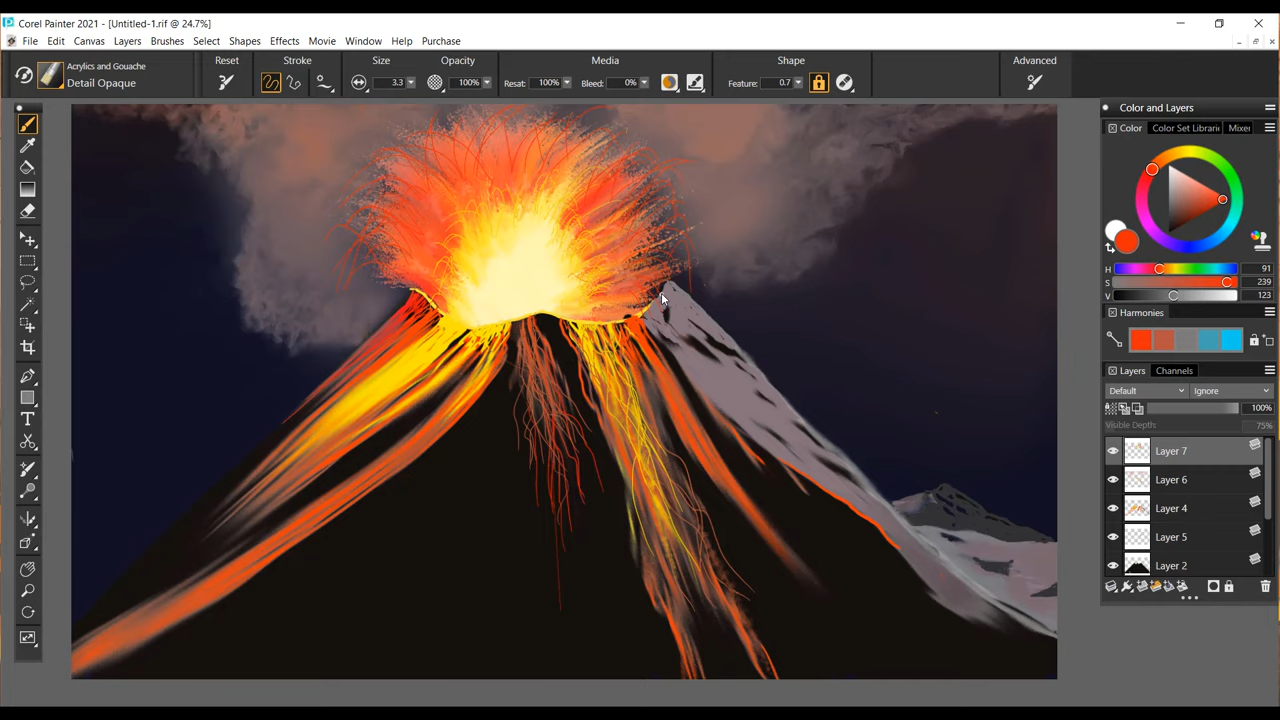 Corel Painter 2021 - [Untitled-1.rif @ 24.7%]
File Edit Canvas Layers Brushes Select Shapes Effects Movie Window Help Purchase
Acrylics and Gouache
Detail Opaque
Reset Stroke Size Opacity Media Shape Advanced
3.3 100% Resat: 100% Bleed: 0% Feature: 0.7
Color and Layers
Color Color Set Librari Mixer
H 91
S 239
V 123
Harmonies
Layers Channels
Default Ignore
100%
Visible Depth: 75%
Layer 7
Layer 6
Layer 4
Layer 5
Layer 2